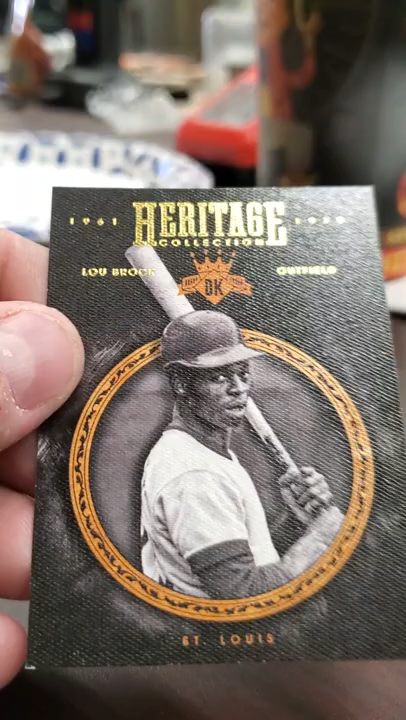 1961 HERITAGE 1979
COLLECTION
LOU BROCK DK OUTFIELD
ST. LOUIS